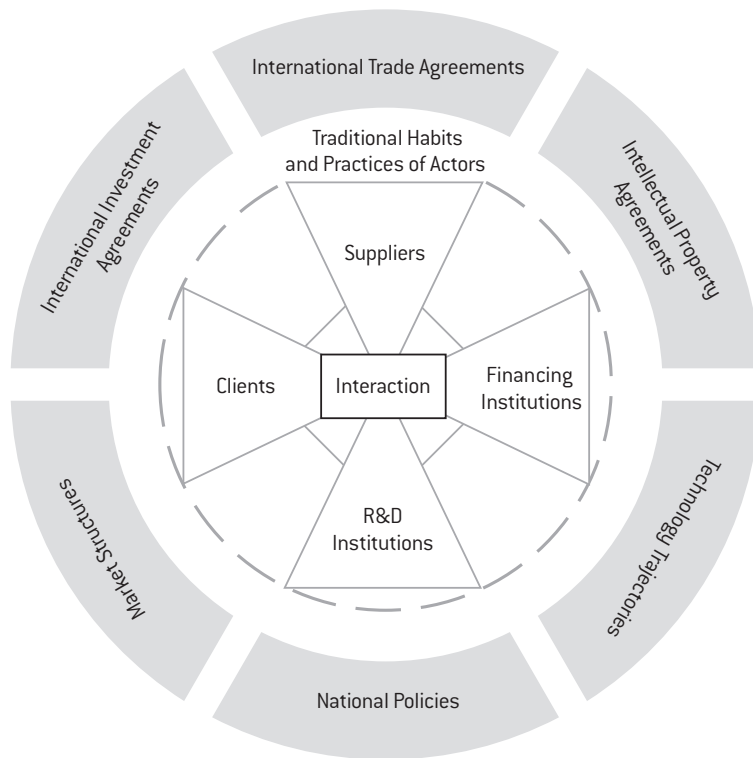 International Trade Agreements
International Investment
Agreements
Intellectual Property
Agreements
Traditional Habits
and Practices of Actors
Suppliers
Clients
Interaction
Financing
Institutions
R&D
Institutions
Market Structures
Technology Trajectories
National Policies